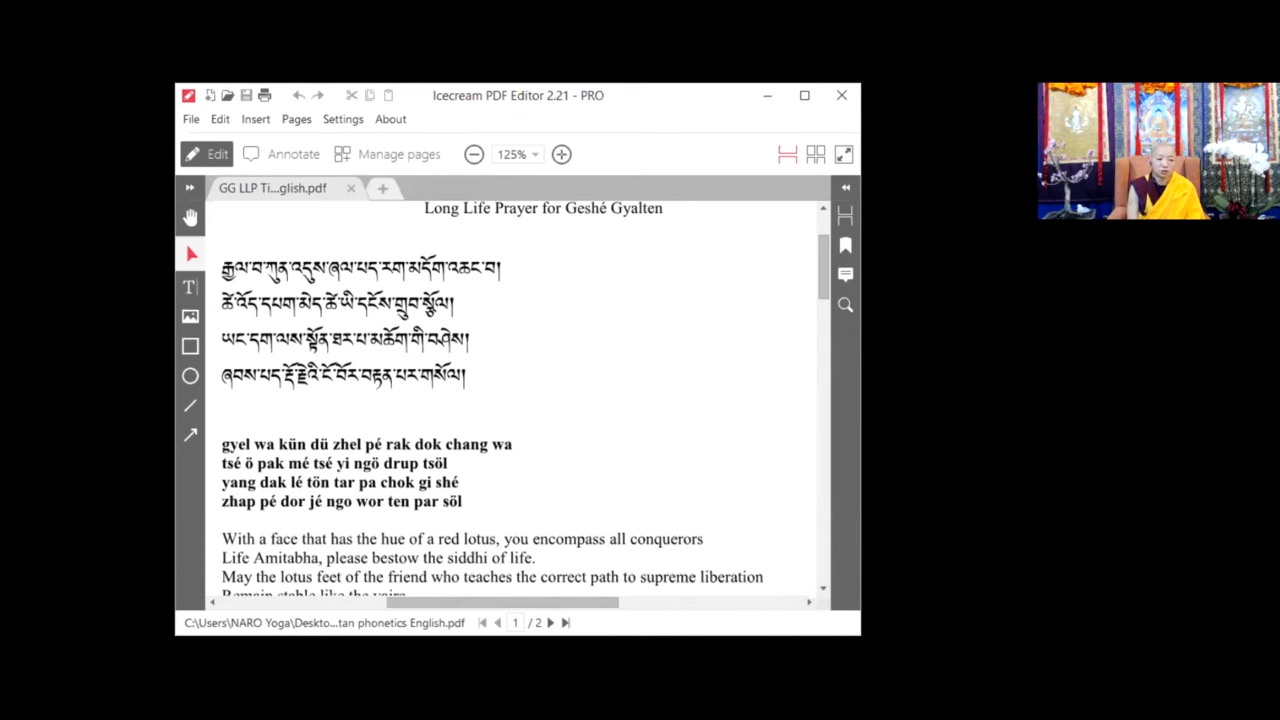 Icecream PDF Editor 2.21 - PRO
File Edit Insert Pages Settings About
Edit Annotate Manage pages 125%
GG LLP Ti...glish.pdf
Long Life Prayer for Geshé Gyalten
རྒྱལ་བ་ཀུན་འདུས་ཞལ་པད་རག་མདོག་འཆང་བ།
ཚེ་འོད་དཔག་མེད་ཚེ་ཡི་དངོས་གྲུབ་སྩོལ།
ཡང་དག་ལས་སྟོན་ཐར་པ་མཆོག་གི་བཤེས།
ཞབས་པད་རྡོ་རྗེའི་ངོ་བོར་བརྟན་པར་གསོལ།
gyel wa kün dü zhel pé rak dok chang wa
tsé ö pak mé tsé yi ngö drup tsöl
yang dak lé tön tar pa chok gi shé
zhap pé dor jé ngo wor ten par söl
With a face that has the hue of a red lotus, you encompass all conquerors
Life Amitabha, please bestow the siddhi of life.
May the lotus feet of the friend who teaches the correct path to supreme liberation
Remain stable like the vajra
C:\Users\NARO Yoga\Deskto...tan phonetics English.pdf 1 / 2